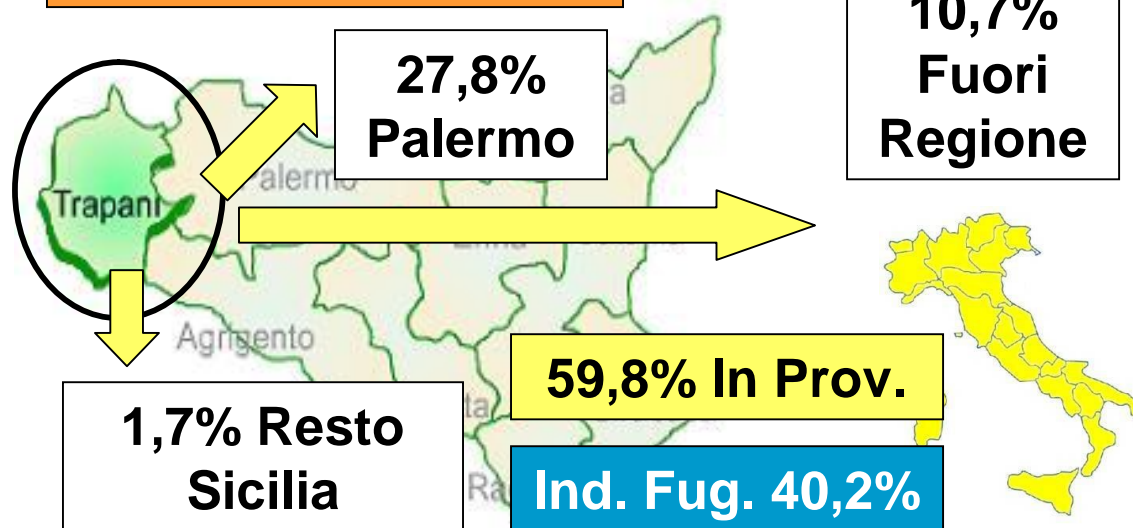 10,7%
Fuori
Regione
27,8%
Palermo
Palermo
Trapani
Agrigento
59,8% In Prov.
1,7% Resto
Sicilia
Ind. Fug. 40,2%